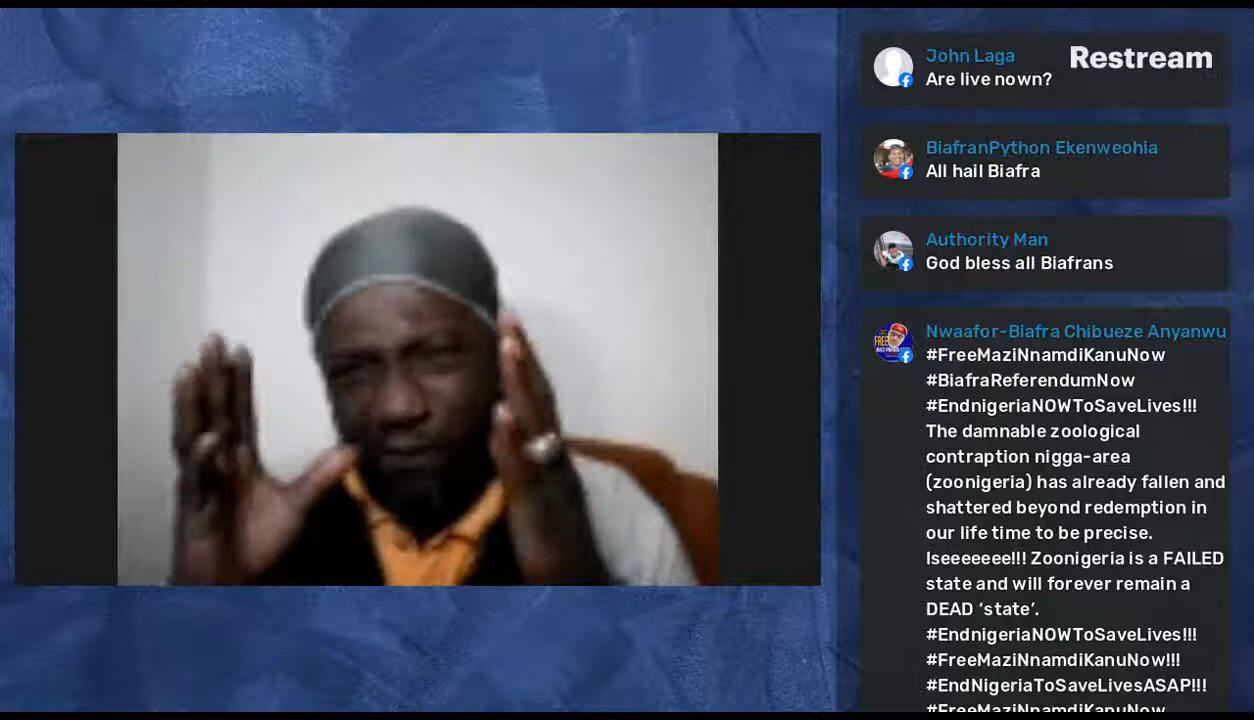 John Laga
Restream
Are live nown?
BiafranPython Ekenweohia
All hail Biafra
Authority Man
God bless all Biafrans
Nwaafor-Biafra Chibueze Anyanwu
#FreeMaziNnamdiKanuNow
#BiafraReferendumNow
#EndnigeriaNOWToSaveLives!!!
The damnable zoological
contraption nigga-area
(zoonigeria) has already fallen and
shattered beyond redemption in
our life time to be precise.
Iseeeeeee!!! Zoonigeria is a FAILED
state and will forever remain a
DEAD ‘state’.
#EndnigeriaNOWToSaveLives!!!
#FreeMaziNnamdiKanuNow!!!
#EndNigeriaToSaveLivesASAP!!!
#FreeMaziNnamdiKanuNow